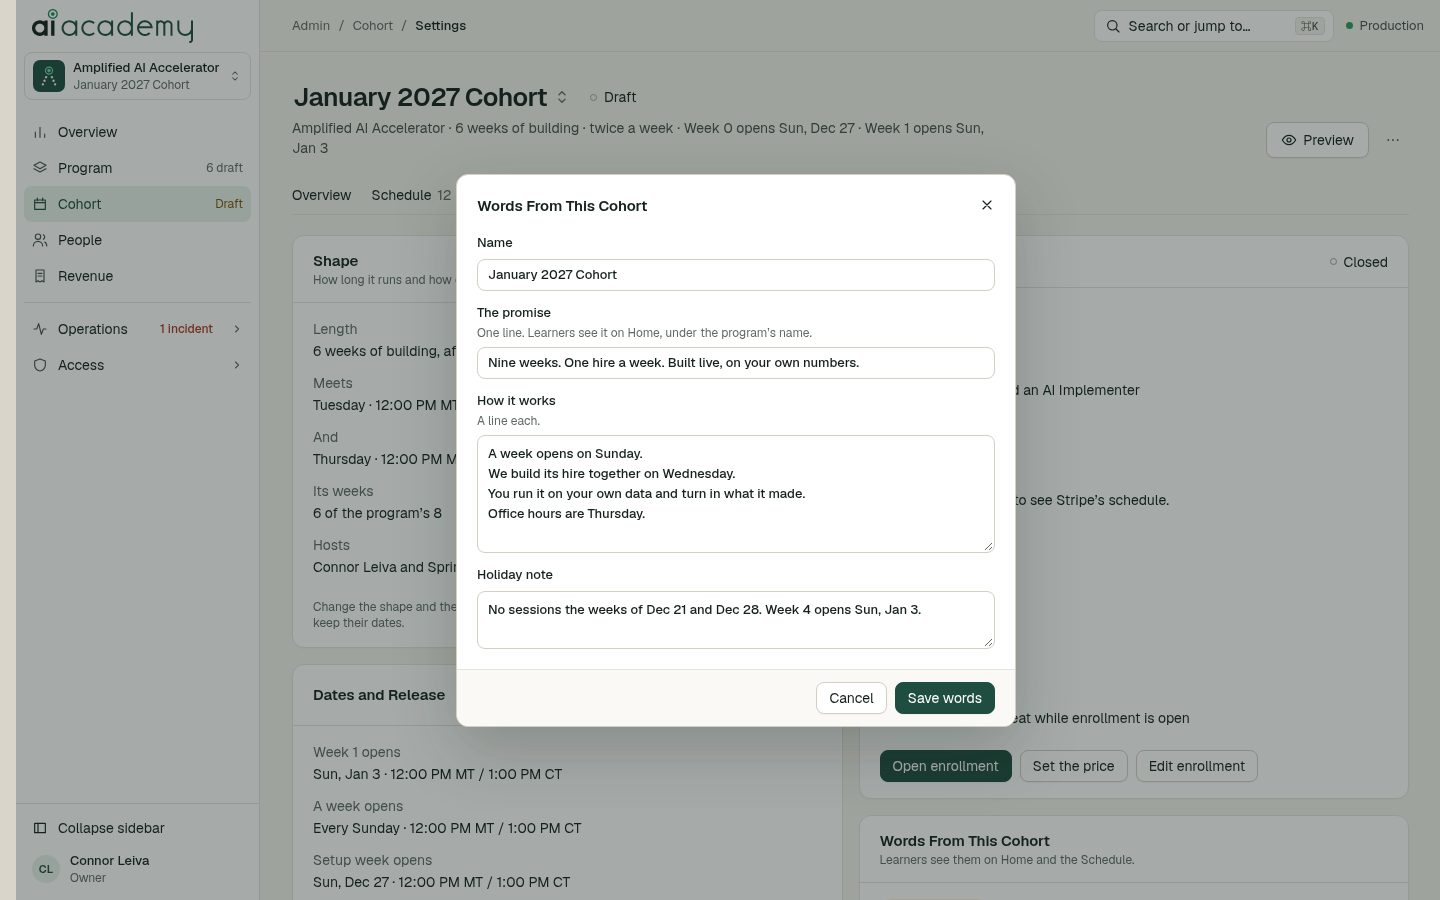 ai academy
Amplified AI Accelerator
January 2027 Cohort
Overview
Program 6 draft
Cohort Draft
People
Revenue
Operations 1 incident
Access
Collapse sidebar
CL
Connor Leiva
Owner
Admin / Cohort / Settings
Search or jump to... ⌘K
Production
January 2027 Cohort
Draft
Amplified AI Accelerator · 6 weeks of building · twice a week · Week 0 opens Sun, Dec 27 · Week 1 opens Sun,
Jan 3
Preview
Overview Schedule 12
Shape
How long it runs and how
Length
6 weeks of building,
Meets
Tuesday · 12:00 PM MT
And
Thursday · 12:00 PM M
Its weeks
6 of the program's 8
Hosts
Connor Leiva and
Change the shape and the
keep their dates.
Dates and Release
Week 1 opens
Sun, Jan 3 · 12:00 PM MT / 1:00 PM CT
A week opens
Every Sunday · 12:00 PM MT / 1:00 PM CT
Setup week opens
Sun, Dec 27 · 12:00 PM MT / 1:00 PM CT
Words From This Cohort
Name
January 2027 Cohort
The promise
One line. Learners see it on Home, under the program's name.
Nine weeks. One hire a week. Built live, on your own numbers.
How it works
A line each.
A week opens on Sunday.
We build its hire together on Wednesday.
You run it on your own data and turn in what it made.
Office hours are Thursday.
Holiday note
No sessions the weeks of Dec 21 and Dec 28. Week 4 opens Sun, Jan 3.
Cancel Save words
Closed
an AI Implementer
to see Stripe's schedule.
while enrollment is open
Open enrollment Set the price Edit enrollment
Words From This Cohort
Learners see them on Home and the Schedule.